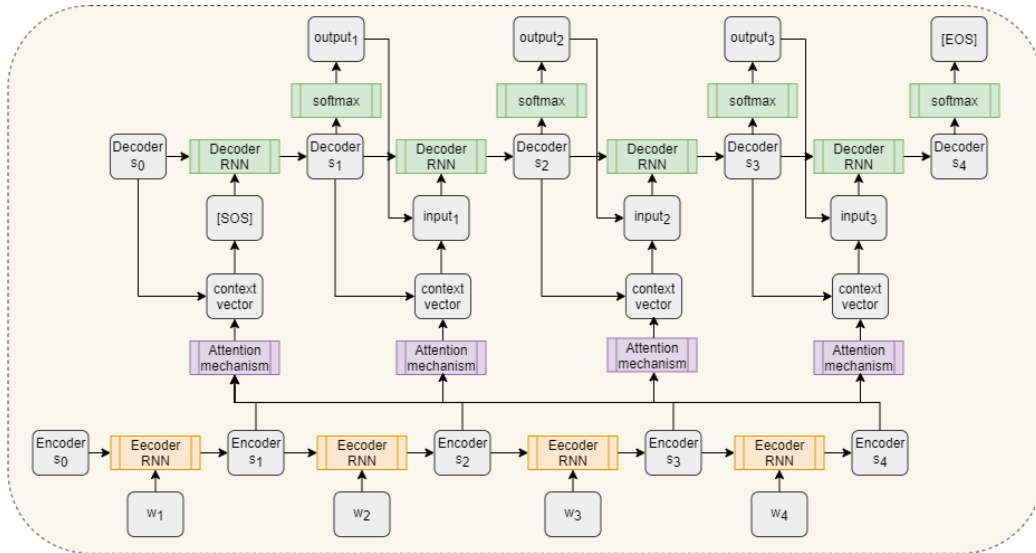 output1
output2
output3
[EOS]
softmax
softmax
softmax
softmax
Decoder
s0
Decoder
RNN
Decoder
s1
Decoder
RNN
Decoder
s2
Decoder
RNN
Decoder
s3
Decoder
RNN
Decoder
s4
[SOS]
input1
input2
input3
context
vector
context
vector
context
vector
context
vector
Attention
mechanism
Attention
mechanism
Attention
mechanism
Attention
mechanism
Encoder
s0
Eecoder
RNN
Encoder
s1
Eecoder
RNN
Encoder
s2
Eecoder
RNN
Encoder
s3
Eecoder
RNN
Encoder
s4
w1
w2
w3
w4